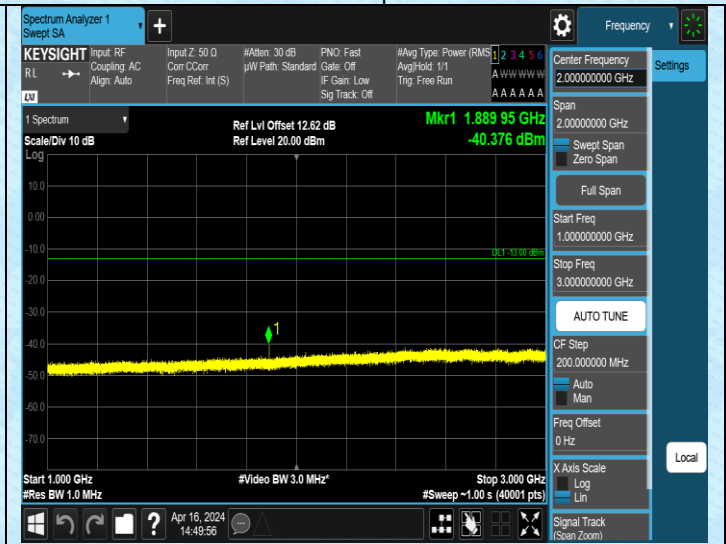 Spectrum Analyzer 1
Swept SA
+
Frequency
KEYSIGHT
RL
LXI
Input: RF
Coupling: AC
Align: Auto
Input Z: 50 Ω
Corr CCorr
Freq Ref: Int (S)
#Atten: 30 dB
µW Path: Standard
PNO: Fast
Gate: Off
IF Gain: Low
Sig Track: Off
#Avg Type: Power (RMS
Avg|Hold: 1/1
Trig: Free Run
1 2 3 4 5 6
A W W W W W
A A A A A A
1 Spectrum
Scale/Div 10 dB
Log
Ref Lvl Offset 12.62 dB
Ref Level 20.00 dBm
Mkr1 1.889 95 GHz
-40.376 dBm
10.0
0.00
-10.0
DL1 -13.00 dBm
-20.0
-30.0
1
-40.0
-50.0
-60.0
-70.0
Start 1.000 GHz
#Res BW 1.0 MHz
#Video BW 3.0 MHz*
Stop 3.000 GHz
#Sweep ~1.00 s (40001 pts)
?
Apr 16, 2024
14:49:56
Center Frequency
2.000000000 GHz
Settings
Span
2.00000000 GHz
Swept Span
Zero Span
Full Span
Start Freq
1.000000000 GHz
Stop Freq
3.000000000 GHz
AUTO TUNE
CF Step
200.000000 MHz
Auto
Man
Freq Offset
0 Hz
X Axis Scale
Log
Lin
Local
Signal Track
(Span Zoom)